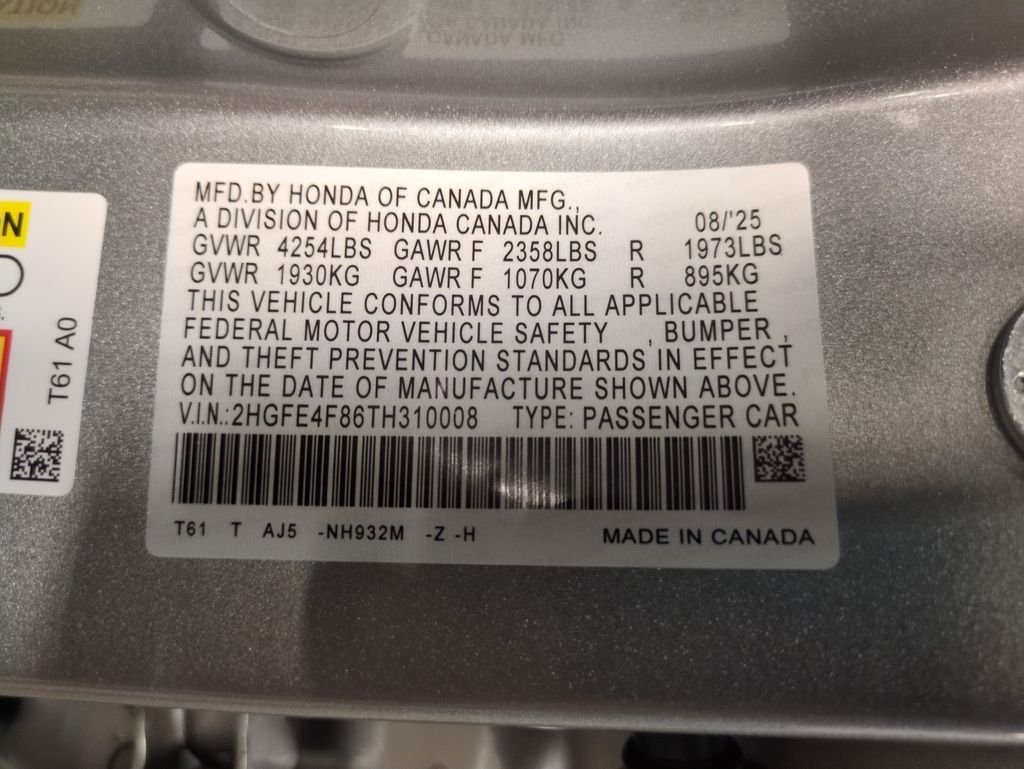 MFD.BY HONDA OF CANADA MFG.,
A DIVISION OF HONDA CANADA INC. 08/'25
GVWR 4254LBS GAWR F 2358LBS R 1973LBS
GVWR 1930KG GAWR F 1070KG R 895KG
THIS VEHICLE CONFORMS TO ALL APPLICABLE
FEDERAL MOTOR VEHICLE SAFETY , BUMPER ,
AND THEFT PREVENTION STANDARDS IN EFFECT
ON THE DATE OF MANUFACTURE SHOWN ABOVE.
V.I.N.:2HGFE4F86TH310008 TYPE: PASSENGER CAR
T61 T AJ5 -NH932M -Z -H MADE IN CANADA
T61 A0